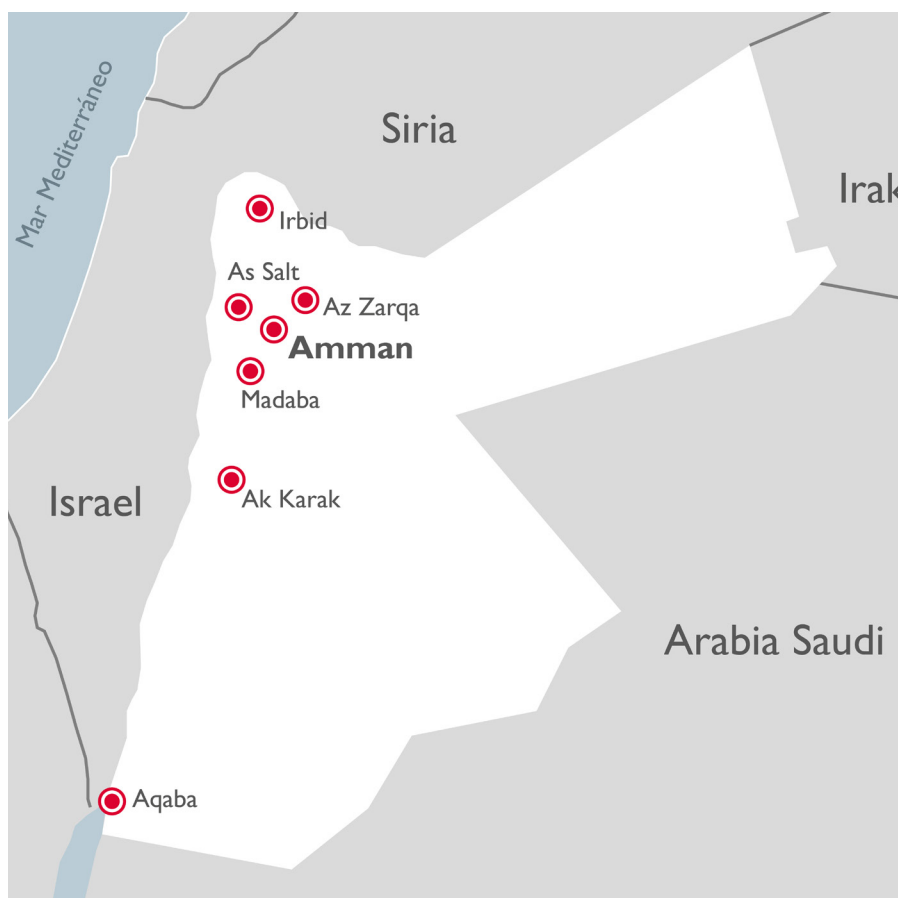 Mar Mediterráneo
Siria
Irak
Irbid
As Salt
Az Zarqa
Amman
Madaba
Israel
Ak Karak
Arabia Saudi
Aqaba